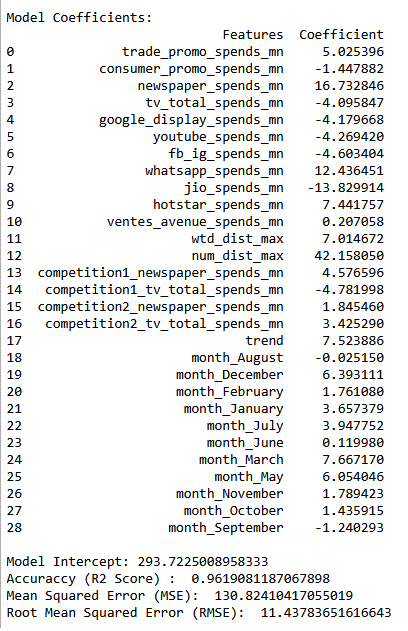 Model Coefficients:
Features Coefficient
0 trade_promo_spends_mn 5.025396
1 consumer_promo_spends_mn -1.447882
2 newspaper_spends_mn 16.732846
3 tv_total_spends_mn -4.095847
4 google_display_spends_mn -4.179668
5 youtube_spends_mn -4.269420
6 fb_ig_spends_mn -4.603404
7 whatsapp_spends_mn 12.436451
8 jio_spends_mn -13.829914
9 hotstar_spends_mn 7.441757
10 ventes_avenue_spends_mn 0.207058
11 wtd_dist_max 7.014672
12 num_dist_max 42.158050
13 competition1_newspaper_spends_mn 4.576596
14 competition1_tv_total_spends_mn -4.781998
15 competition2_newspaper_spends_mn 1.845460
16 competition2_tv_total_spends_mn 3.425290
17 trend 7.523886
18 month_August -0.025150
19 month_December 6.393111
20 month_February 1.761080
21 month_January 3.657379
22 month_July 3.947752
23 month_June 0.119980
24 month_March 7.667170
25 month_May 6.054046
26 month_November 1.789423
27 month_October 1.435915
28 month_September -1.240293
Model Intercept: 293.7225008958333
Accuraccy (R2 Score) : 0.9619081187067898
Mean Squared Error (MSE): 130.82410417055019
Root Mean Squared Error (RMSE): 11.43783651616643